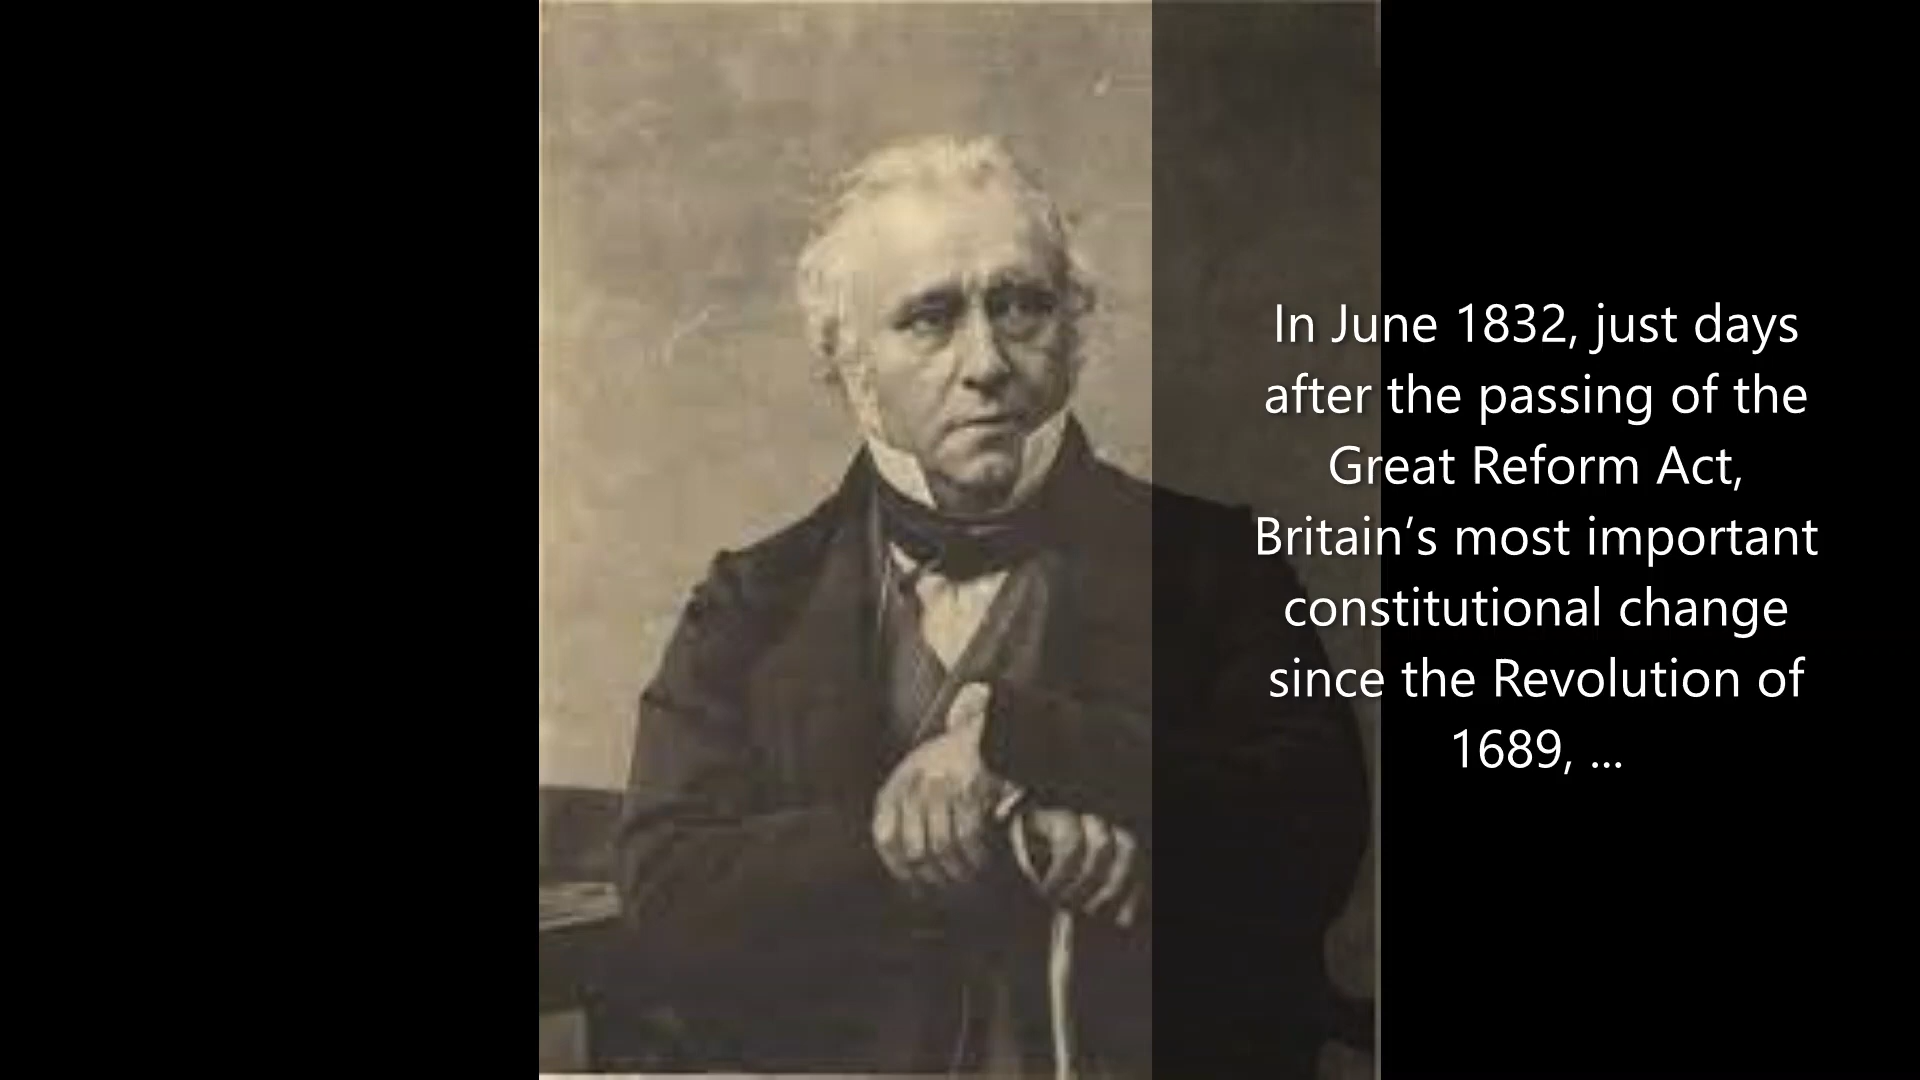 In June 1832, just days
after the passing of the
Great Reform Act,
Britain’s most important
constitutional change
since the Revolution of
1689, ...